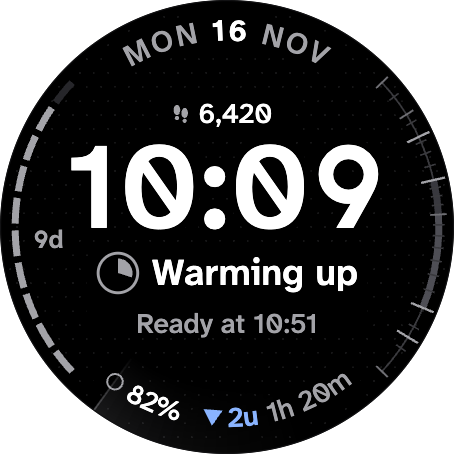 MON 16 NOV
6,420
10:09
9d
Warming up
Ready at 10:51
82%
▼2u 1h 20m